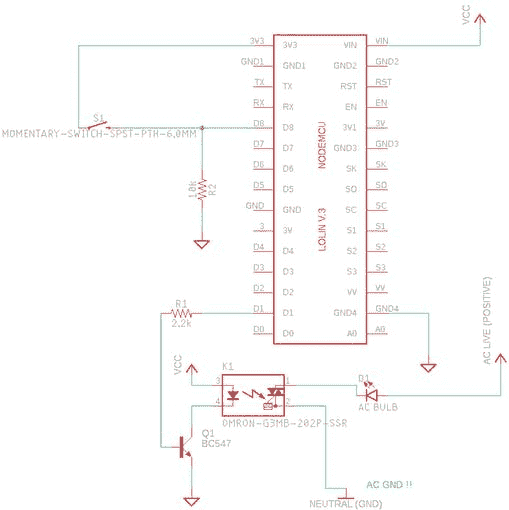 VCC
3V3
3V3
VIN
VIN
GND1
GND1
GND2
GND2
TX
TX
RST
RST
RX
RX
EN
EN
S1
MOMENTARY-SWITCH-SPST-PTH-6.0MM
D8
D8
3V1
3V
D7
D7
GND3
GND3
NODEMCU
D6
D6
SK
SK
10k
R2
D5
D5
SO
SO
GND
GND
SC
SC
LOLIN V.3
3
3V
S1
S1
D4
D4
S2
S2
D3
D3
S3
S3
D2
D2
VV
VV
R1
2.2k
D1
D1
GND4
GND4
D0
D0
A0
A0
AC LIVE (POSITIVE)
VCC
K1
3
1
4
2
D1
AC BULB
OMRON-G3MB-202P-SSR
Q1
BC547
AC GND !!
NEUTRAL (GND)